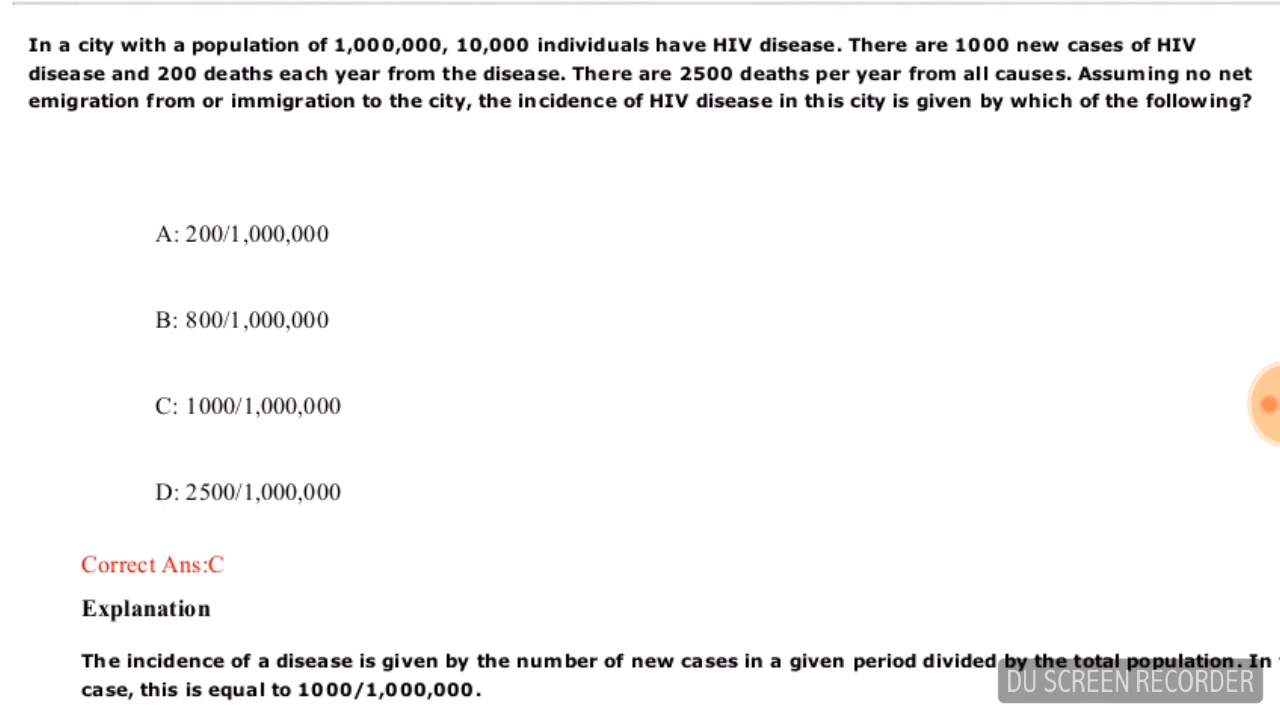 In a city with a population of 1,000,000, 10,000 individuals have HIV disease. There are 1000 new cases of HIV
disease and 200 deaths each year from the disease. There are 2500 deaths per year from all causes. Assuming no net
emigration from or immigration to the city, the incidence of HIV disease in this city is given by which of the following?
A: 200/1,000,000
B: 800/1,000,000
C: 1000/1,000,000
D: 2500/1,000,000
Correct Ans:C
Explanation
The incidence of a disease is given by the number of new cases in a given period divided by the total population. In
case, this is equal to 1000/1,000,000.
DU SCREEN RECORDER